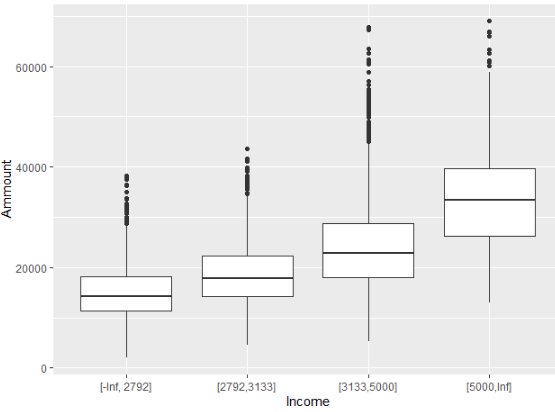 Ammount
60000
40000
20000
0
[-Inf, 2792]
[2792,3133]
[3133,5000]
[5000,Inf]
Income